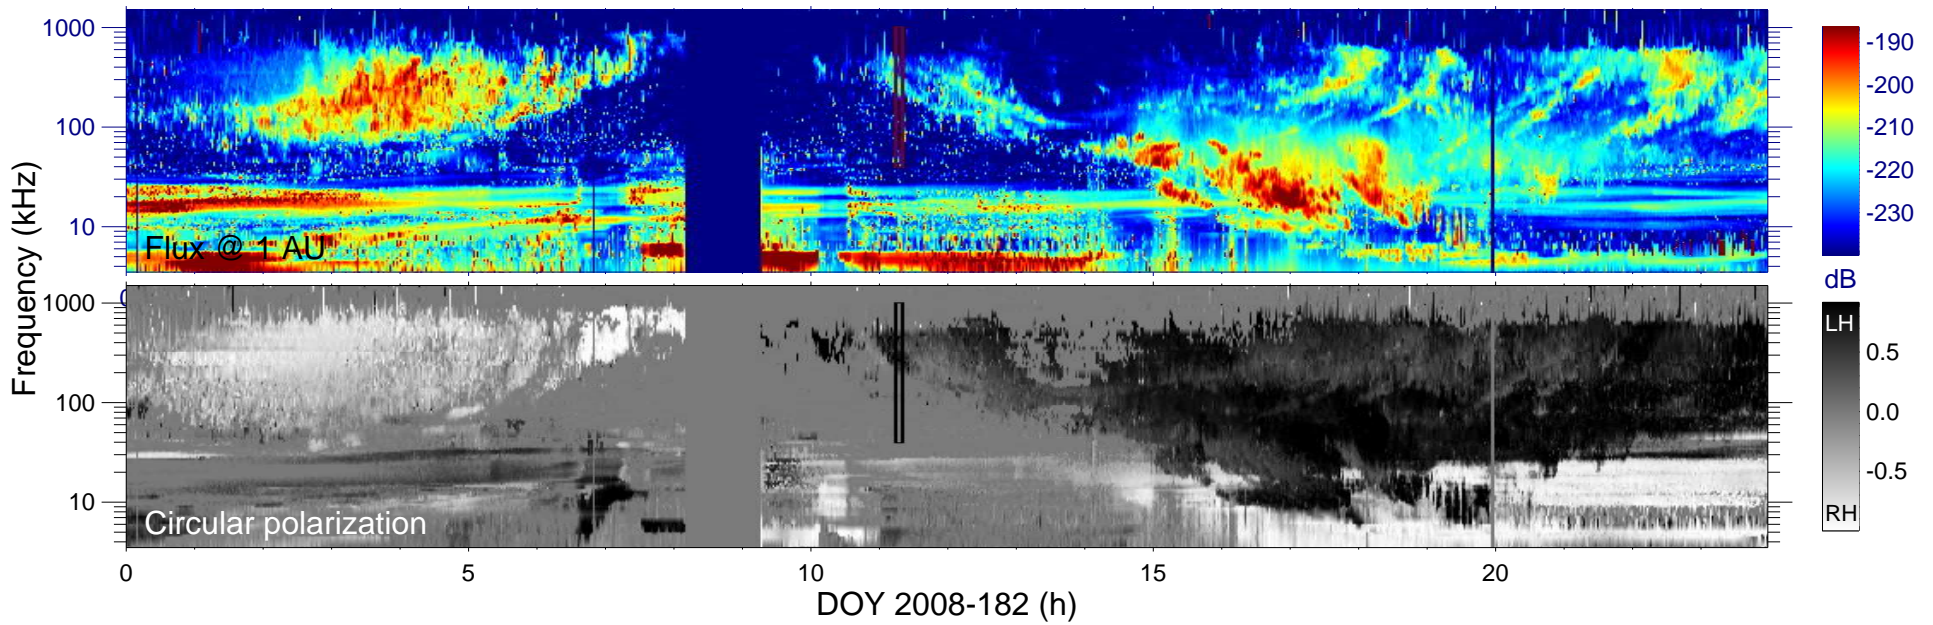 1000
100
10
Flux @ 1 AU
-190
-200
-210
-220
-230
dB
0
1000
100
10
Circular polarization
LH
0.5
0.0
-0.5
RH
Frequency (kHz)
0 5 10 15 20
DOY 2008-182 (h)